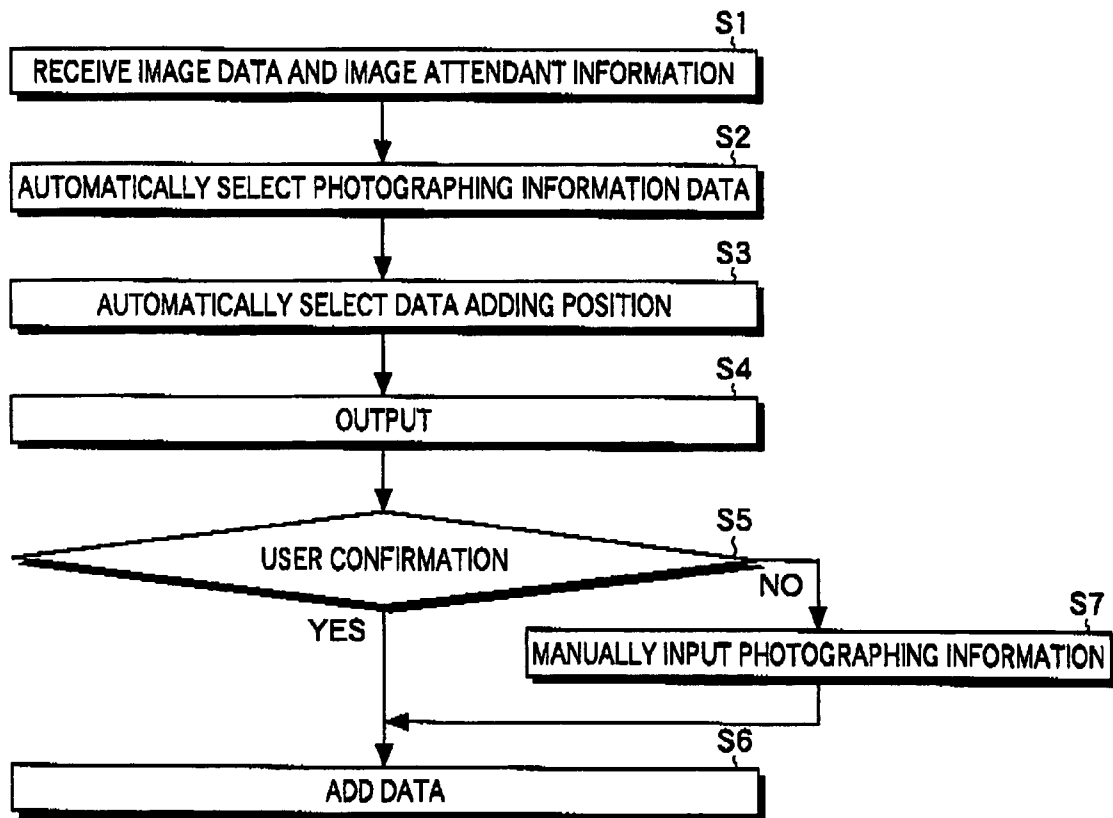 S1
RECEIVE IMAGE DATA AND IMAGE ATTENDANT INFORMATION
S2
AUTOMATICALLY SELECT PHOTOGRAPHING INFORMATION DATA
S3
AUTOMATICALLY SELECT DATA ADDING POSITION
S4
OUTPUT
S5
USER CONFIRMATION
NO
YES
S7
MANUALLY INPUT PHOTOGRAPHING INFORMATION
S6
ADD DATA